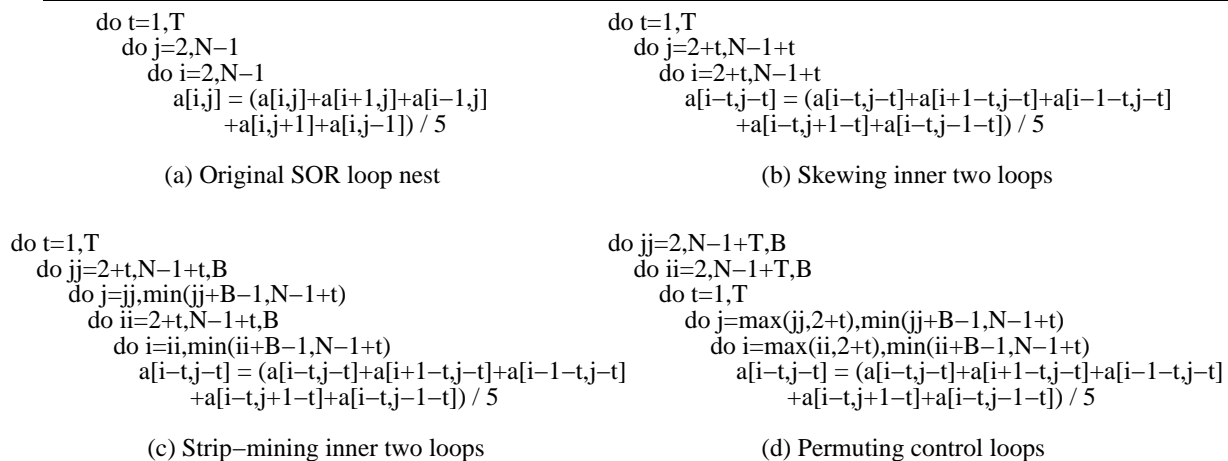 do t=1,T
do j=2,N−1
do i=2,N−1
a[i,j] = (a[i,j]+a[i+1,j]+a[i−1,j]
+a[i,j+1]+a[i,j−1]) / 5
(a) Original SOR loop nest
do t=1,T
do j=2+t,N−1+t
do i=2+t,N−1+t
a[i−t,j−t] = (a[i−t,j−t]+a[i+1−t,j−t]+a[i−1−t,j−t]
+a[i−t,j+1−t]+a[i−t,j−1−t]) / 5
(b) Skewing inner two loops
do t=1,T
do jj=2+t,N−1+t,B
do j=jj,min(jj+B−1,N−1+t)
do ii=2+t,N−1+t,B
do i=ii,min(ii+B−1,N−1+t)
a[i−t,j−t] = (a[i−t,j−t]+a[i+1−t,j−t]+a[i−1−t,j−t]
+a[i−t,j+1−t]+a[i−t,j−1−t]) / 5
(c) Strip−mining inner two loops
do jj=2,N−1+T,B
do ii=2,N−1+T,B
do t=1,T
do j=max(jj,2+t),min(jj+B−1,N−1+t)
do i=max(ii,2+t),min(ii+B−1,N−1+t)
a[i−t,j−t] = (a[i−t,j−t]+a[i+1−t,j−t]+a[i−1−t,j−t]
+a[i−t,j+1−t]+a[i−t,j−1−t]) / 5
(d) Permuting control loops